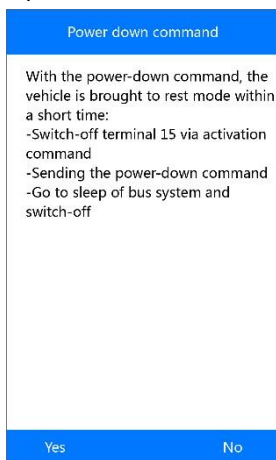 Power down command
With the power-down command, the
vehicle is brought to rest mode within
a short time:
-Switch-off terminal 15 via activation
command
-Sending the power-down command
-Go to sleep of bus system and
switch-off
Yes No